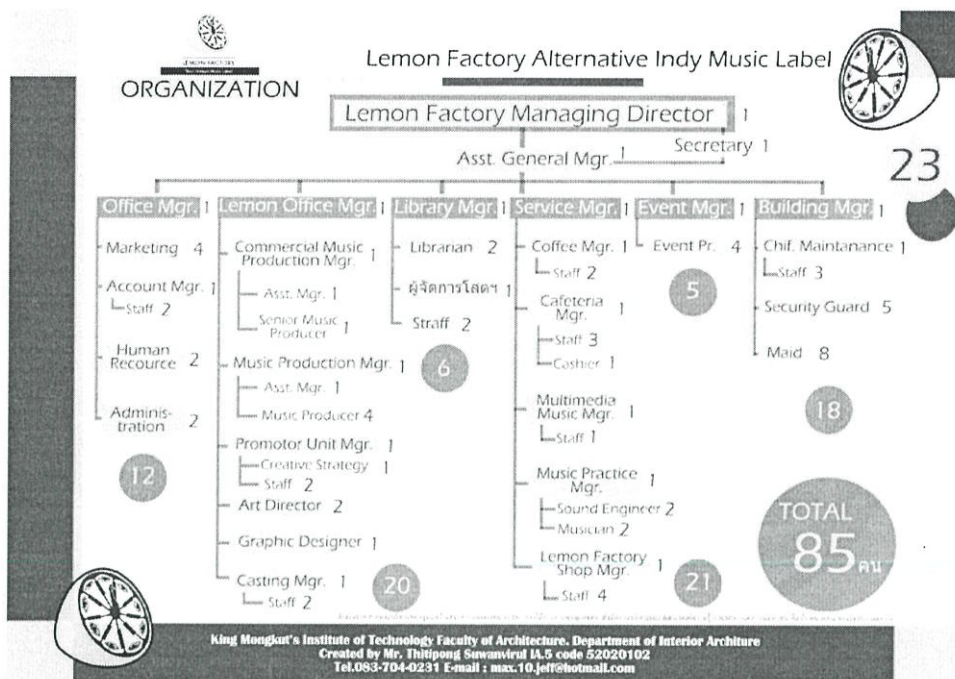 LEMON FACTORY
ORGANIZATION
Lemon Factory Alternative Indy Music Label
Lemon Factory Managing Director 1
Secretary 1
Asst. General Mgr. 1
23
Office Mgr. 1
Marketing 4
Account Mgr. 1
Staff 2
Human
Recource 2
Adminis-
tration 2
12
Lemon Office Mgr. 1
Commercial Music
Production Mgr. 1
Asst. Mgr. 1
Senior Music
Producer 1
Music Production Mgr. 1
Asst. Mgr. 1
Music Producer 4
Promotor Unit Mgr. 1
Creative Strategy 1
Staff 2
Art Director 2
Graphic Designer 1
Casting Mgr. 1
Staff 2
20
Library Mgr. 1
Librarian 2
ผู้จัดการโสตฯ 1
Straff 2
6
Service Mgr. 1
Coffee Mgr. 1
Staff 2
Cafeteria
Mgr. 1
Staff 3
Cashier 1
Multimedia
Music Mgr. 1
Staff 1
Music Practice
Mgr. 1
Sound Engineer 2
Musician 2
Lemon Factory
Shop Mgr. 1
Staff 4
21
Event Mgr. 1
Event Pr. 4
5
Building Mgr. 1
Chif. Maintanance 1
Staff 3
Security Guard 5
Maid 8
18
TOTAL
85 คน
King Mongkut's Institute of Technology Faculty of Architecture. Department of Interior Architure
Created by Mr. Thitipong Suwanvirul IA.5 code 52020102
Tel.083-704-0231 E-mail : max.10.jeff@hotmail.com